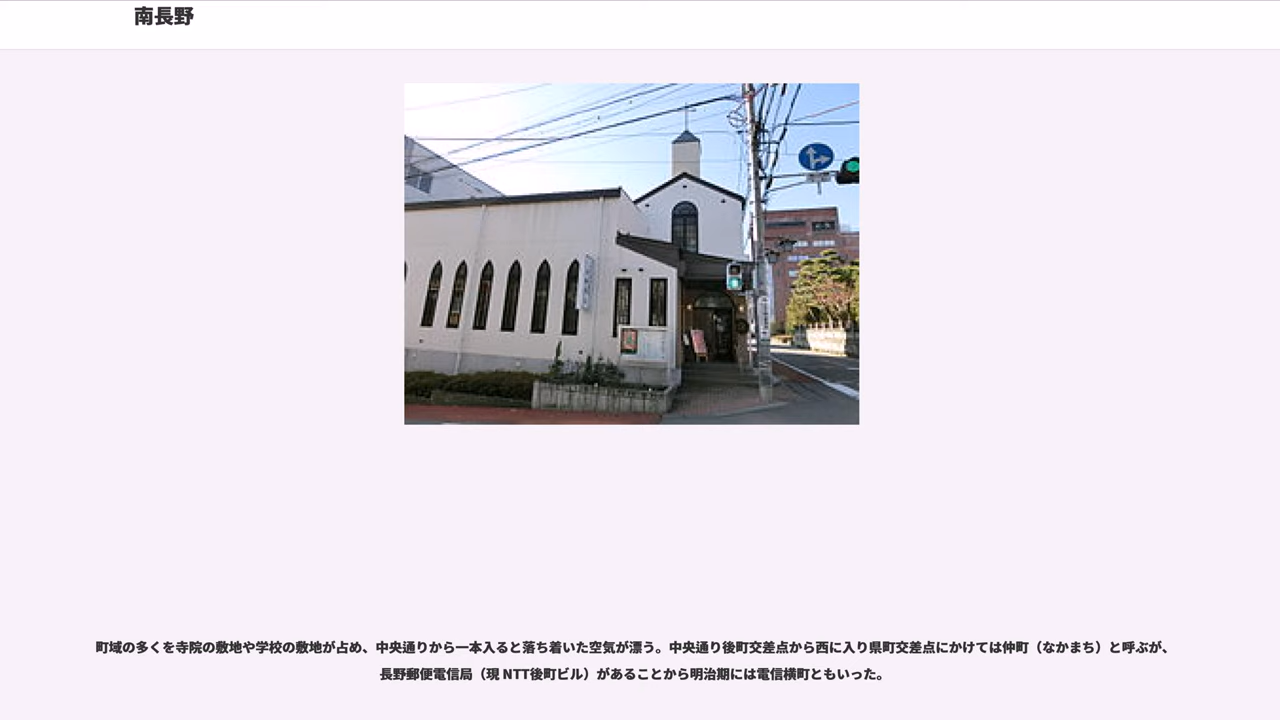 南長野
町域の多くを寺院の敷地や学校の敷地が占め、中央通りから一本入ると落ち着いた空気が漂う。中央通り後町交差点から西に入り県町交差点にかけては仲町（なかまち）と呼ぶが、
長野郵便電信局（現 NTT後町ビル）があることから明治期には電信横町ともいった。